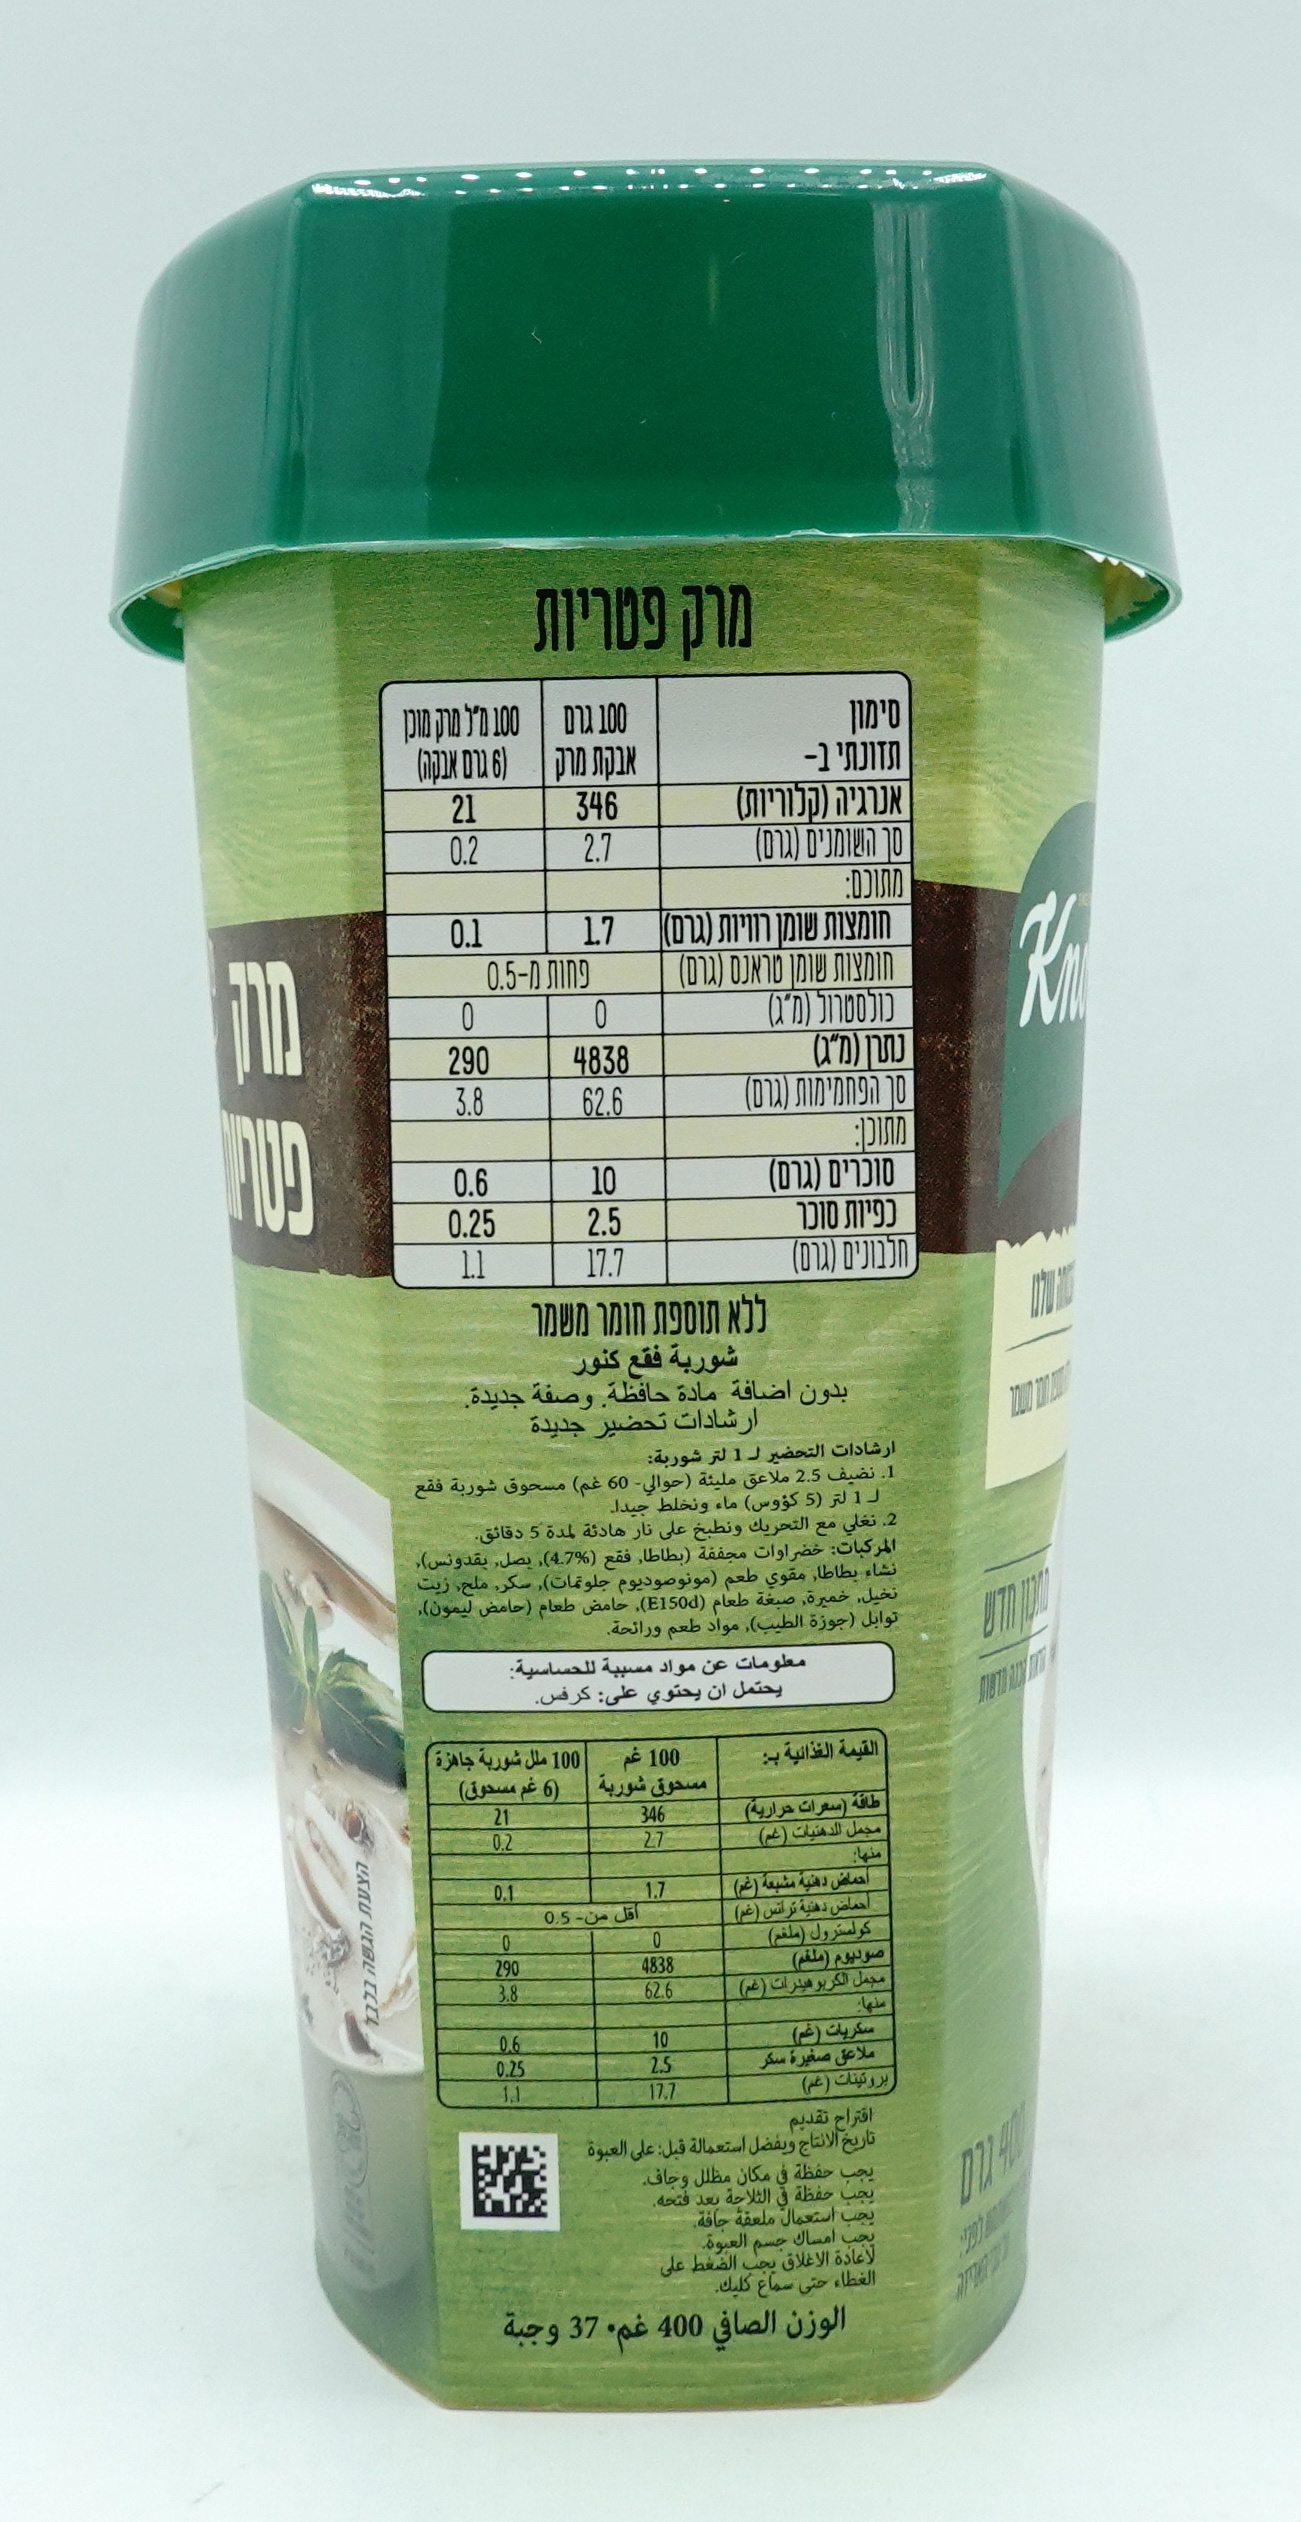 מרק פטריות
סימון תזונתי ב- 100 גרם אבקת מרק 100 מ"ל מרק מוכן (6 גרם אבקה)
אנרגיה (קלוריות) 346 21
סך השומנים (גרם) 2.7 0.2
מתוכם:
חומצות שומן רוויות (גרם) 1.7 0.1
חומצות שומן טראנס (גרם) פחות מ-0.5
כולסטרול (מ"ג) 0 0
נתרן (מ"ג) 4838 290
סך הפחמימות (גרם) 62.6 3.8
מתוכן:
סוכרים (גרם) 10 0.6
כפיות סוכר 2.5 0.25
חלבונים (גרם) 17.7 1.1
ללא תוספת חומר משמר
شوربة فقع كنور
بدون اضافة مادة حافظة. وصفة جديدة.
ارشادات تحضير جديدة
ارشادات التحضير لـ 1 لتر شوربة:
1. نضيف 2.5 ملاعق مليئة (حوالي- 60 غم) مسحوق شوربة فقع
لـ 1 لتر (5 كؤوس) ماء ونخلط جيدا.
2. نغلي مع التحريك ونطبخ على نار هادئة لمدة 5 دقائق.
المركبات: خضراوات مجففة (بطاطا, فقع (4.7%), بصل, بقدونس),
نشاء بطاطا, مقوي طعم (مونوصوديوم جلوتمات), سكر, ملح, زيت
نخيل, خميرة, صبغة طعام (E150d), حامض طعام (حامض ليمون),
توابل (جوزة الطيب), مواد طعم ورائحة.
معلومات عن مواد مسببة للحساسية:
يحتمل ان يحتوي على: كرفس.
القيمة الغذائية بـ: 100 غم مسحوق شوربة 100 ملل شوربة جاهزة (6 غم مسحوق)
طاقة (سعرات حرارية) 346 21
مجمل الدهنيات (غم) 2.7 0.2
منها:
أحماض دهنية مشبعة (غم) 1.7 0.1
أحماض دهنية ترانس (غم) أقل من- 0.5
كولسترول (ملغم) 0 0
صوديوم (ملغم) 4838 290
مجمل الكربوهيدرات (غم) 62.6 3.8
منها:
سكريات (غم) 10 0.6
ملاعق صغيرة سكر 2.5 0.25
بروتينات (غم) 17.7 1.1
اقتراح تقديم
تاريخ الانتاج ويفضل استعمالة قبل: على العبوة
يجب حفظة في مكان مظلل وجاف.
يجب حفظة في الثلاجة بعد فتحه.
يجب استعمال ملعقة جافة.
يجب امساك جسم العبوة.
لاعادة الاغلاق يجب الضغط على
الغطاء حتى سماع كليك.
الوزن الصافي 400 غم • 37 وجبة
מרק
פטריות
הצעת הגשה בלבד
שלנו
מתכון חדש
400 גרם